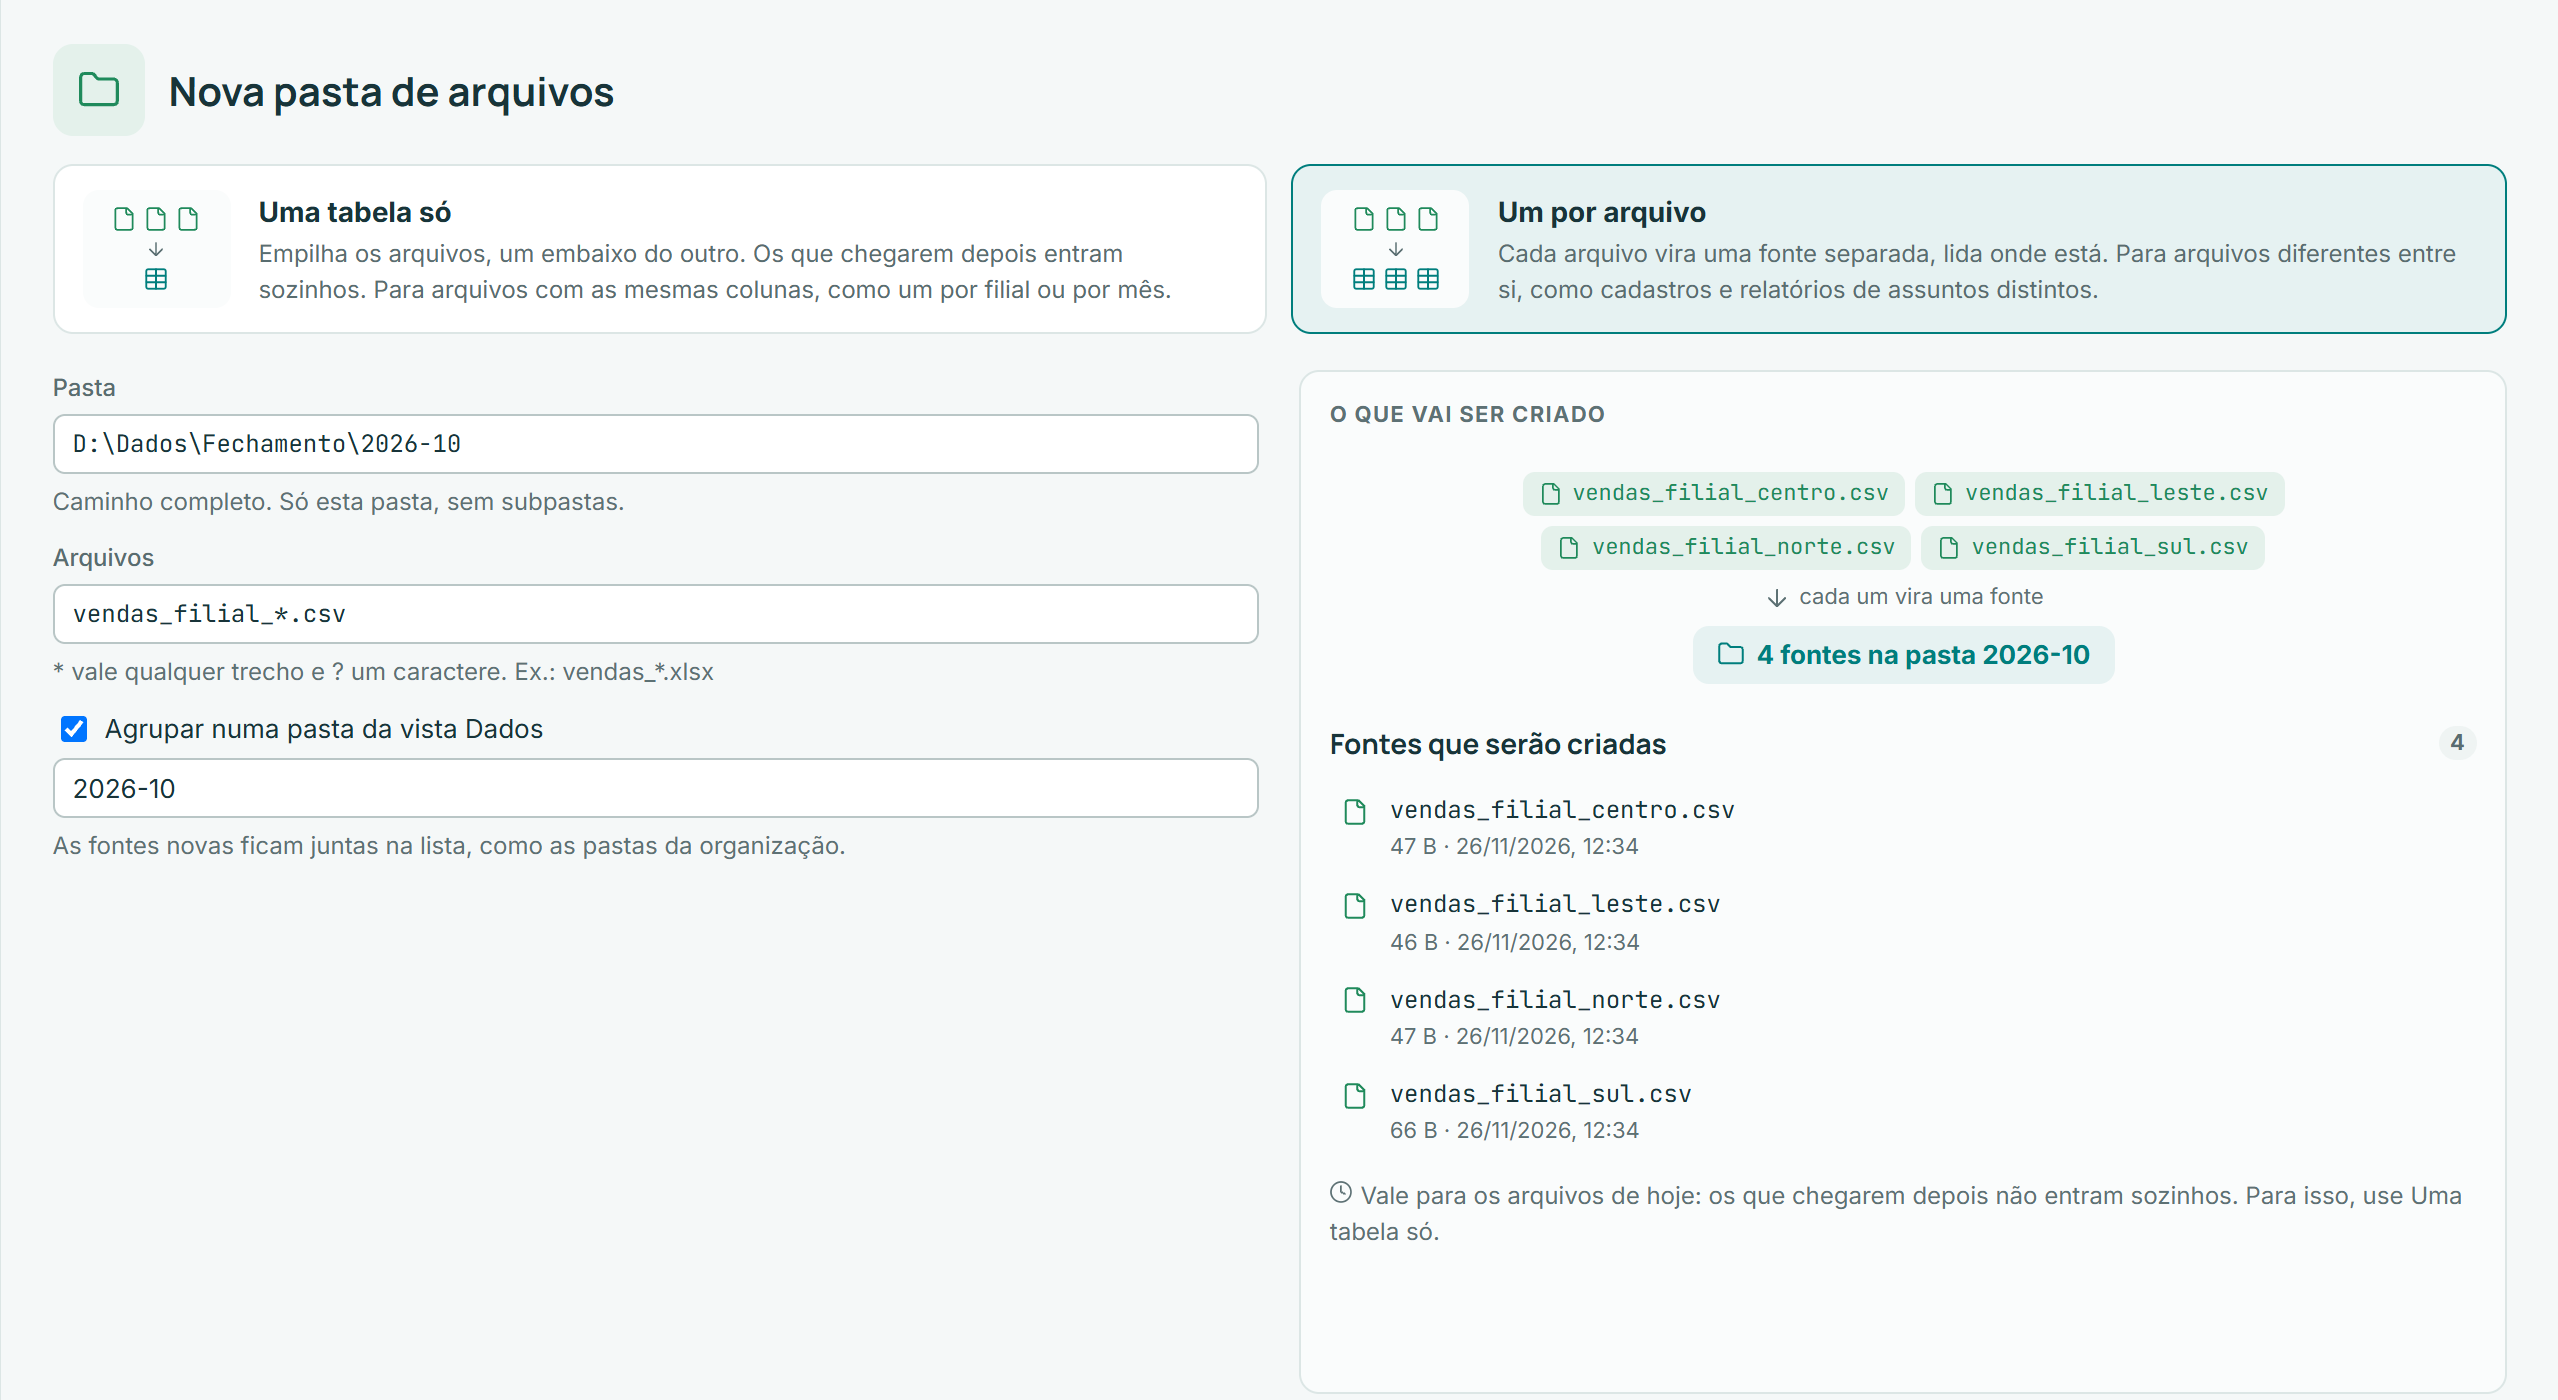 Nova pasta de arquivos
Uma tabela só
Empilha os arquivos, um embaixo do outro. Os que chegarem depois entram
sozinhos. Para arquivos com as mesmas colunas, como um por filial ou por mês.
Um por arquivo
Cada arquivo vira uma fonte separada, lida onde está. Para arquivos diferentes entre
si, como cadastros e relatórios de assuntos distintos.
Pasta
D:\Dados\Fechamento\2026-10
Caminho completo. Só esta pasta, sem subpastas.
Arquivos
vendas_filial_*.csv
* vale qualquer trecho e ? um caractere. Ex.: vendas_*.xlsx
Agrupar numa pasta da vista Dados
2026-10
As fontes novas ficam juntas na lista, como as pastas da organização.
O QUE VAI SER CRIADO
vendas_filial_centro.csv vendas_filial_leste.csv
vendas_filial_norte.csv vendas_filial_sul.csv
cada um vira uma fonte
4 fontes na pasta 2026-10
Fontes que serão criadas 4
vendas_filial_centro.csv
47 B · 26/11/2026, 12:34
vendas_filial_leste.csv
46 B · 26/11/2026, 12:34
vendas_filial_norte.csv
47 B · 26/11/2026, 12:34
vendas_filial_sul.csv
66 B · 26/11/2026, 12:34
Vale para os arquivos de hoje: os que chegarem depois não entram sozinhos. Para isso, use Uma
tabela só.